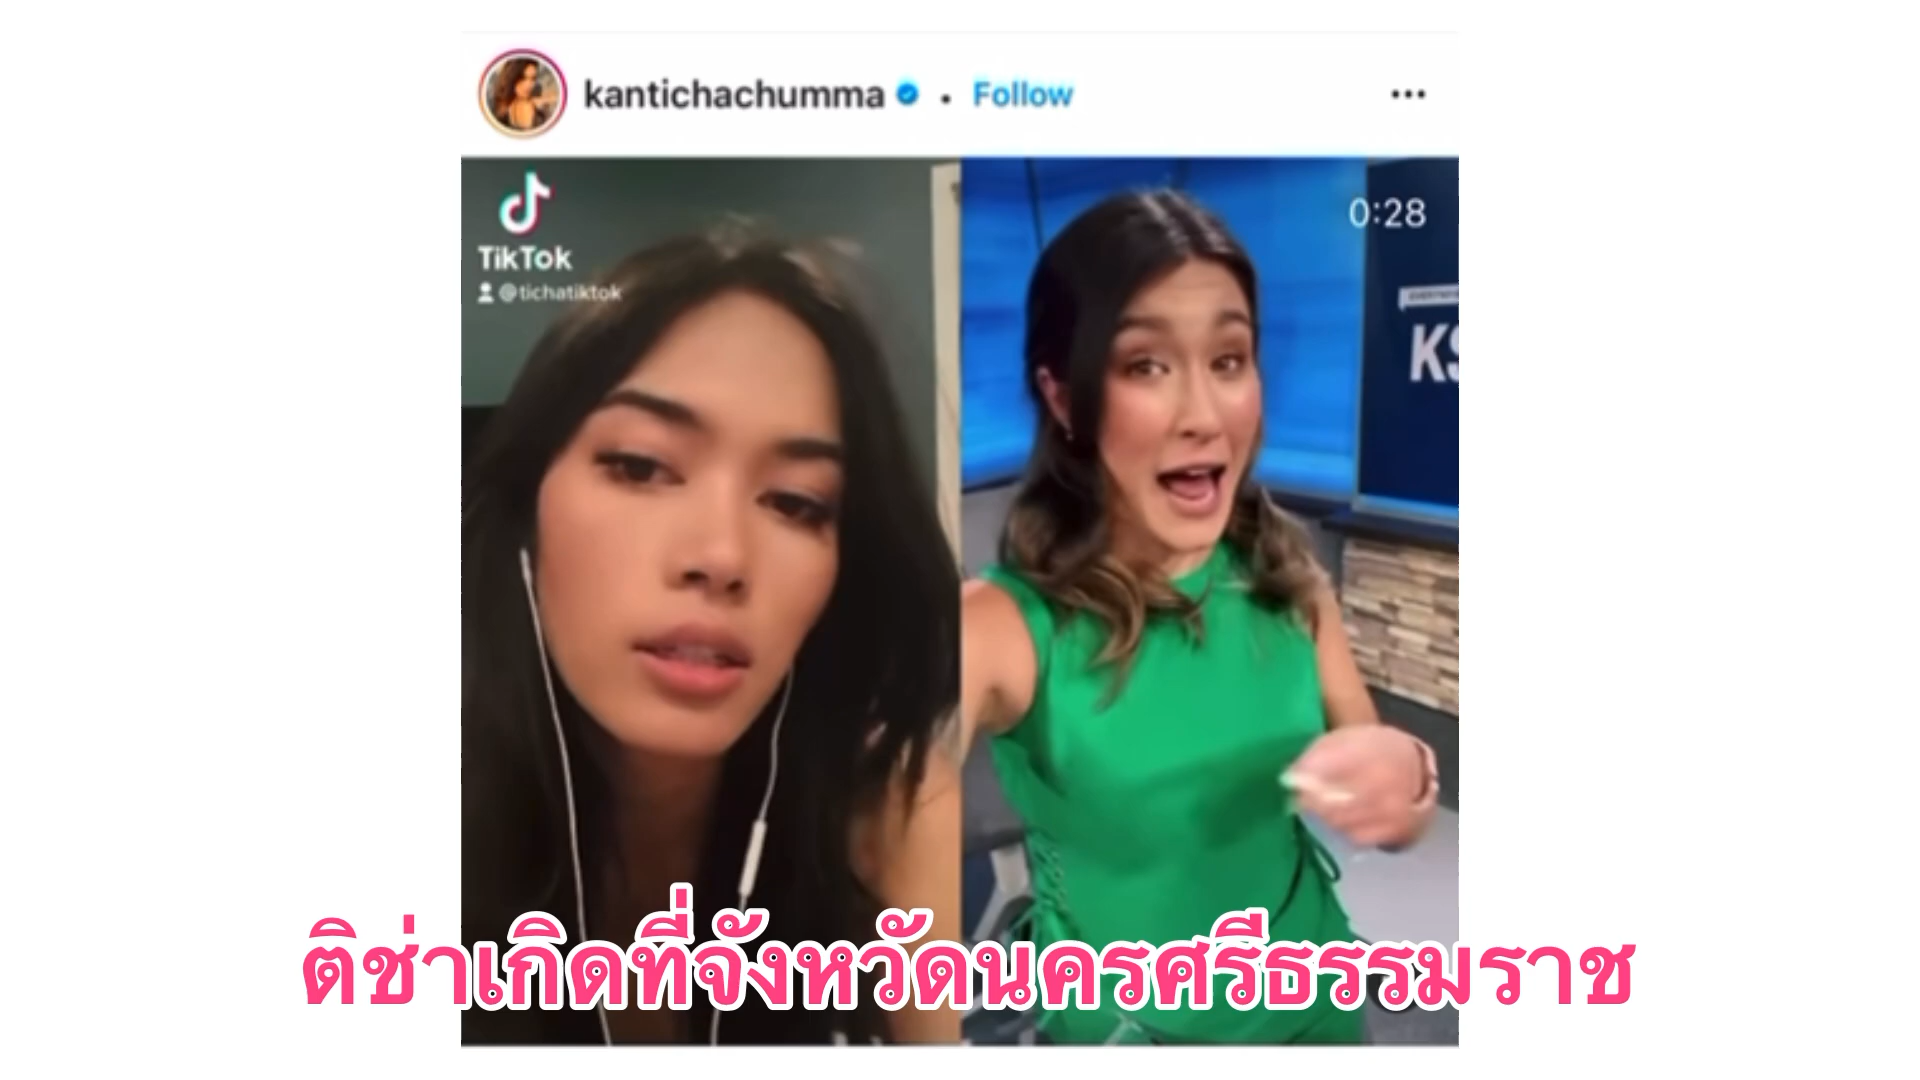 kantichachumma • Follow
TikTok
@tichatiktok
0:28
ติช่าเกิดที่จังหวัดนครศรีธรรมราช